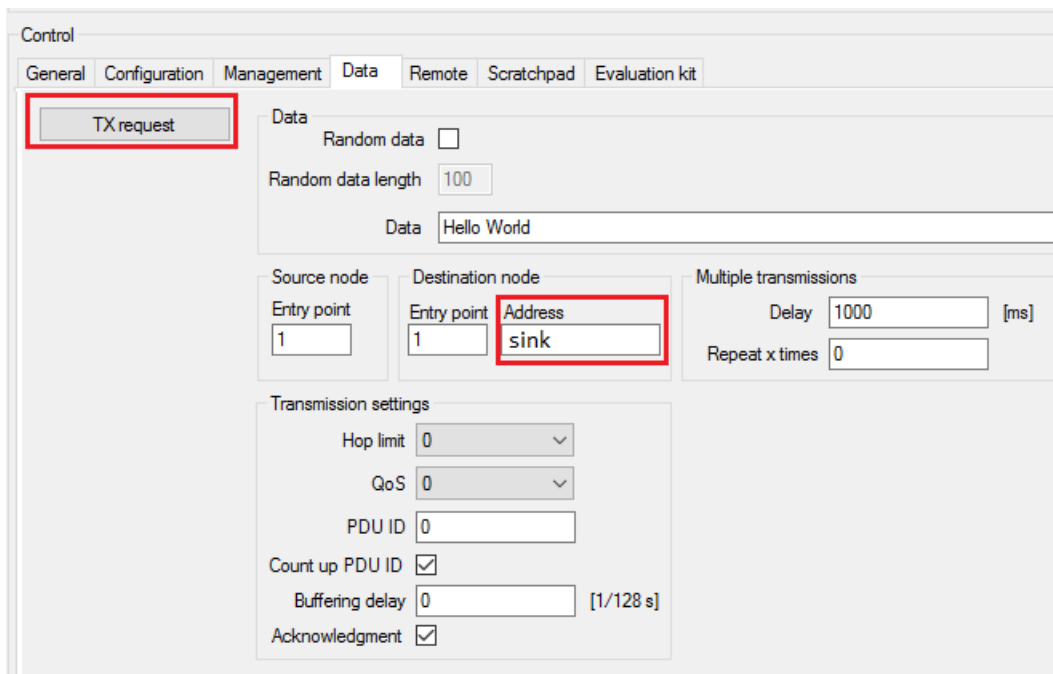 Control
General Configuration Management Data Remote Scratchpad Evaluation kit
TX request
Data
Random data
Random data length 100
Data Hello World
Source node
Entry point
1
Destination node
Entry point Address
1 sink
Multiple transmissions
Delay 1000 [ms]
Repeat x times 0
Transmission settings
Hop limit 0
QoS 0
PDU ID 0
Count up PDU ID
Buffering delay 0 [1/128 s]
Acknowledgment